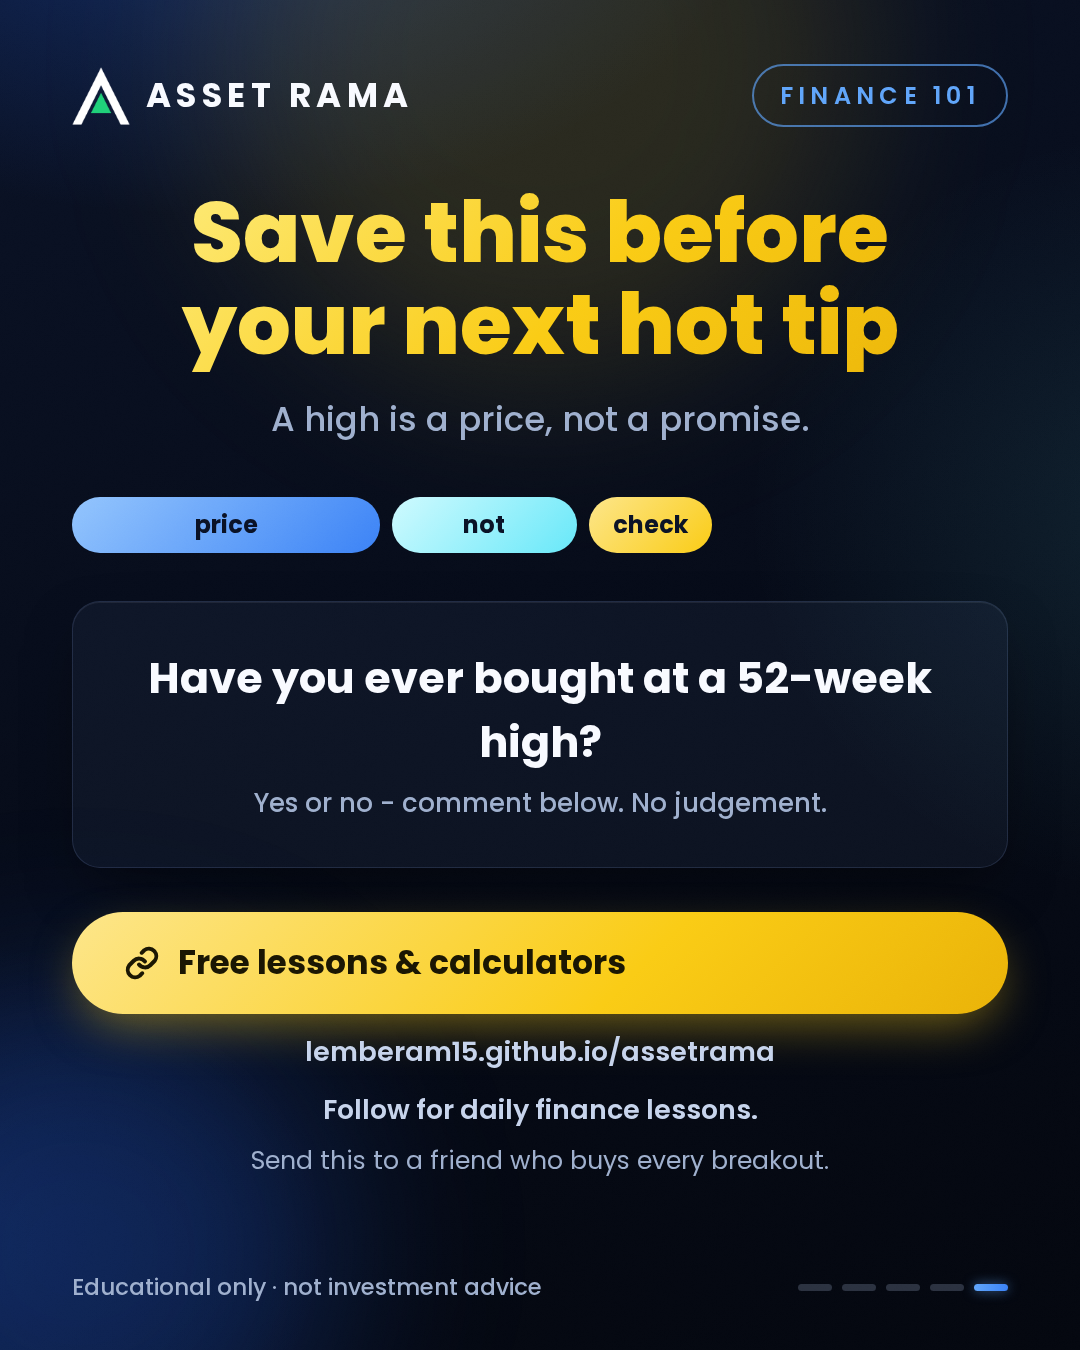 ASSET RAMA
FINANCE 101
Save this before
your next hot tip
A high is a price, not a promise.
price
not
check
Have you ever bought at a 52-week
high?
Yes or no - comment below. No judgement.
Free lessons & calculators
lemberam15.github.io/assetrama
Follow for daily finance lessons.
Send this to a friend who buys every breakout.
Educational only · not investment advice